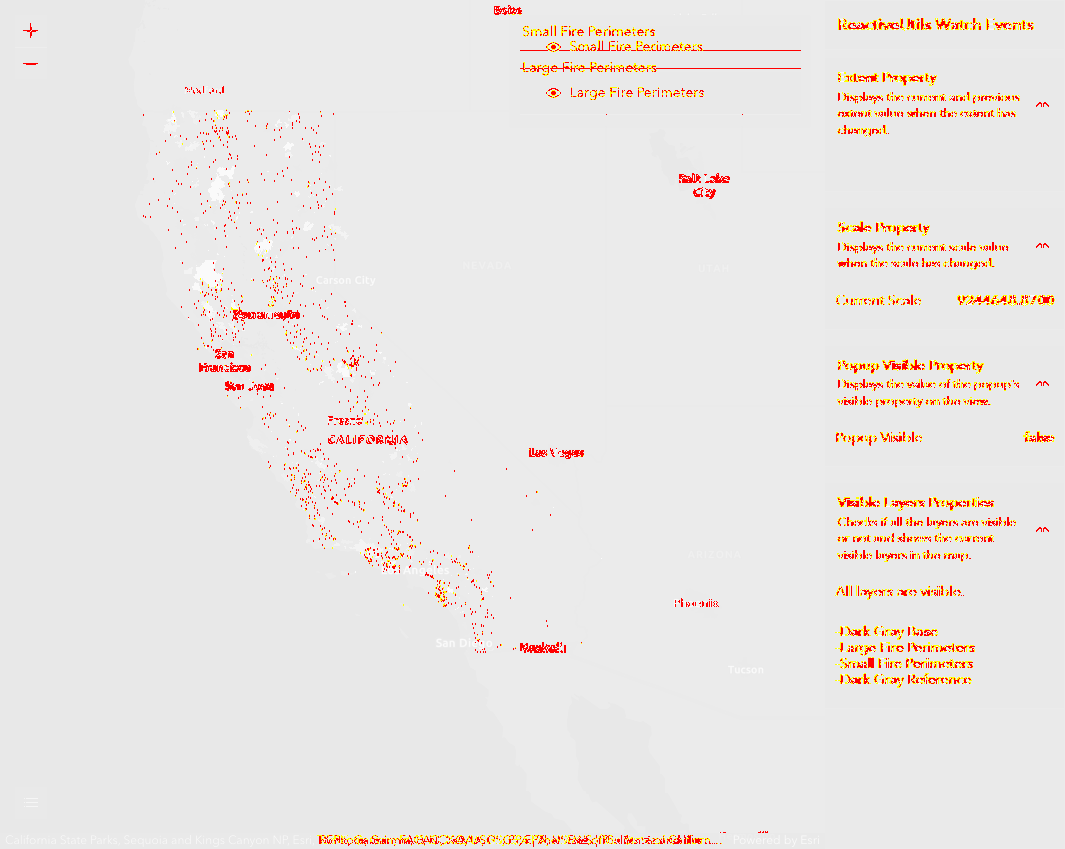 Boise
Small Fire Perimeters
Small Fire Perimeters
Large Fire Perimeters
Large Fire Perimeters
Medford
Salt Lake
City
NEVADA
UTAH
Carson City
Sacramento
San
Francisco
San Jose
Fresno
CALIFORNIA
Las Vegas
ARIZONA
Phoenix
San Diego
Mexicali
Tucson
California State Parks, Sequoia and Kings Canyon NP, Esri
Powered by Esri
ReactiveUtils Watch Events
Extent Property
Displays the current and previous
extent value when the extent has
changed.
Scale Property
Displays the current scale value
when the scale has changed.
Current Scale
Popup Visible Property
Displays the value of the popup's
visible property on the view.
Popup Visible
false
Visible Layers Properties
Checks if all the layers are visible
or not and shows the current
visible layers in the map.
All layers are visible.
-Dark Gray Base
-Large Fire Perimeters
-Small Fire Perimeters
-Dark Gray Reference